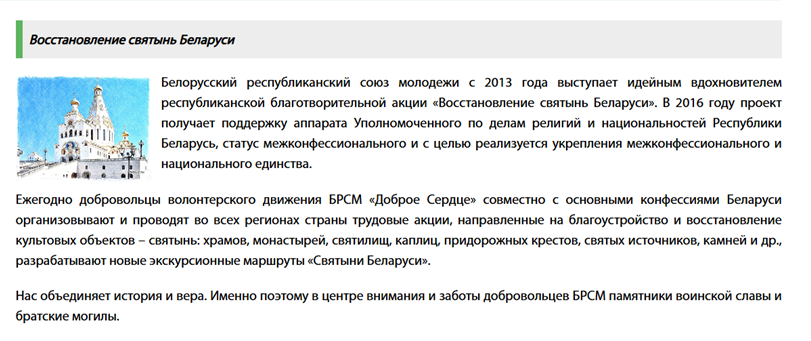 Восстановление святынь Беларуси
Белорусский республиканский союз молодежи с 2013 года выступает идейным вдохновителем
республиканской благотворительной акции «Восстановление святынь Беларуси». В 2016 году проект
получает поддержку аппарата Уполномоченного по делам религий и национальностей Республики
Беларусь, статус межконфессионального и с целью реализуется укрепления межконфессионального и
национального единства.
Ежегодно добровольцы волонтерского движения БРСМ «Доброе Сердце» совместно с основными конфессиями Беларуси
организовывают и проводят во всех регионах страны трудовые акции, направленные на благоустройство и восстановление
культовых объектов – святынь: храмов, монастырей, святилищ, каплиц, придорожных крестов, святых источников, камней и др.,
разрабатывают новые экскурсионные маршруты «Святыни Беларуси».
Нас объединяет история и вера. Именно поэтому в центре внимания и заботы добровольцев БРСМ памятники воинской славы и
братские могилы.